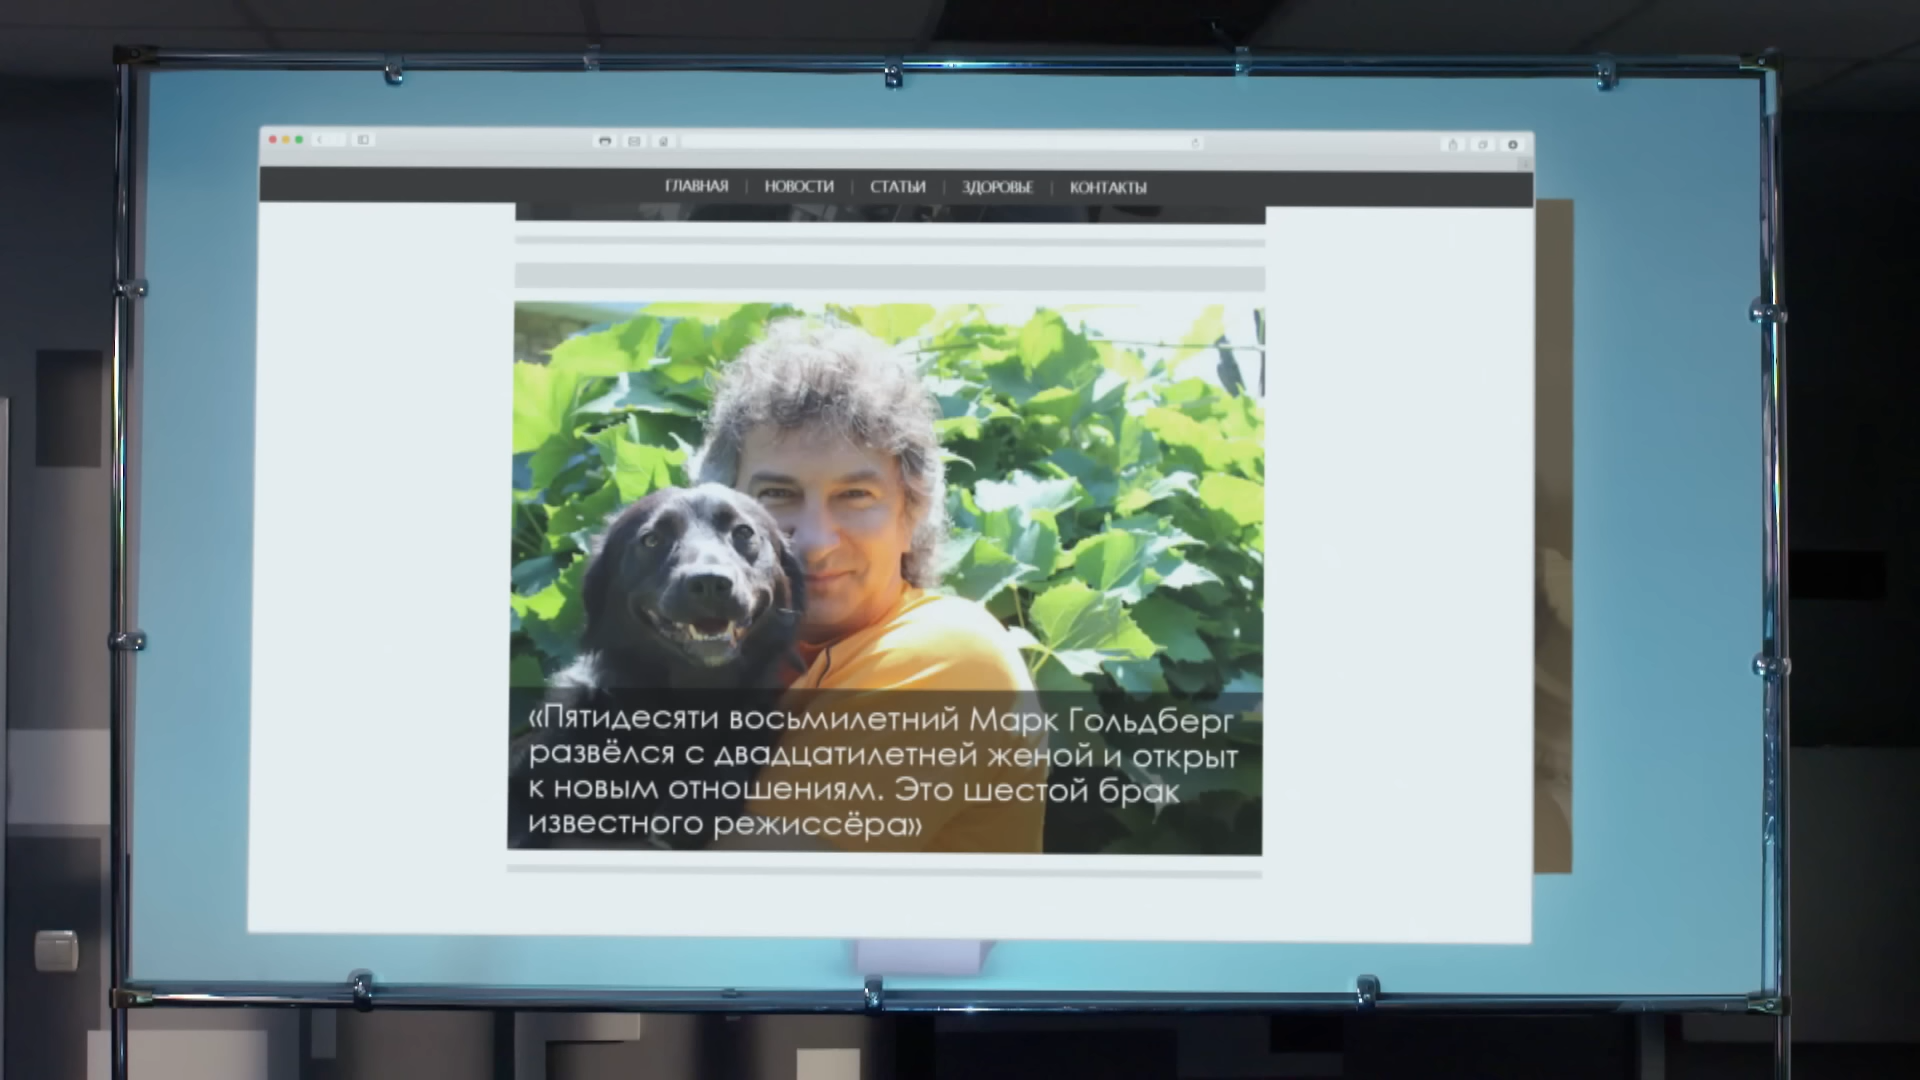 ГЛАВНАЯ | НОВОСТИ | СТАТЬИ | ЗДОРОВЬЕ | КОНТАКТЫ
«Пятидесяти восьмилетний Марк Гольдберг
развёлся с двадцатилетней женой и открыт
к новым отношениям. Это шестой брак
известного режиссёра»